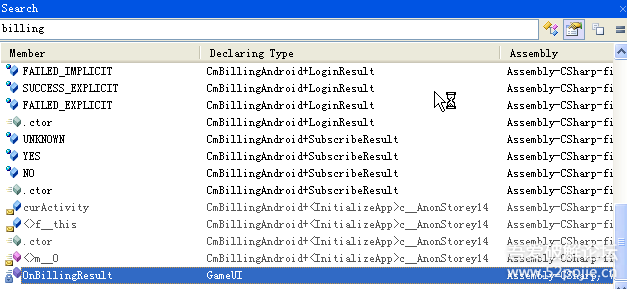 Search
billing
Member Declaring Type Assembly
FAILED_IMPLICIT CmBillingAndroid+LoginResult Assembly-CSharp-fi
SUCCESS_EXPLICIT CmBillingAndroid+LoginResult Assembly-CSharp-fi
FAILED_EXPLICIT CmBillingAndroid+LoginResult Assembly-CSharp-fi
.ctor CmBillingAndroid+LoginResult Assembly-CSharp-fi
UNKNOWN CmBillingAndroid+SubscribeResult Assembly-CSharp-fi
YES CmBillingAndroid+SubscribeResult Assembly-CSharp-fi
NO CmBillingAndroid+SubscribeResult Assembly-CSharp-fi
.ctor CmBillingAndroid+SubscribeResult Assembly-CSharp-fi
curActivity CmBillingAndroid+<InitializeApp>c__AnonStorey14 Assembly-CSharp-fi
<>f__this CmBillingAndroid+<InitializeApp>c__AnonStorey14 Assembly-CSharp-fi
.ctor CmBillingAndroid+<InitializeApp>c__AnonStorey14 Assembly-CSharp-fi
<>m__0 CmBillingAndroid+<InitializeApp>c__AnonStorey14
OnBillingResult GameUI Assembly-CSharp,
www.52pojie.cn